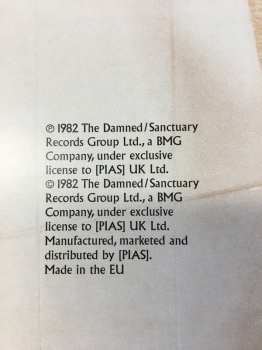 ℗ 1982 The Damned/Sanctuary
Records Group Ltd., a BMG
Company, under exclusive
license to [PIAS] UK Ltd.
© 1982 The Damned/Sanctuary
Records Group Ltd., a BMG
Company, under exclusive
license to [PIAS] UK Ltd.
Manufactured, marketed and
distributed by [PIAS].
Made in the EU